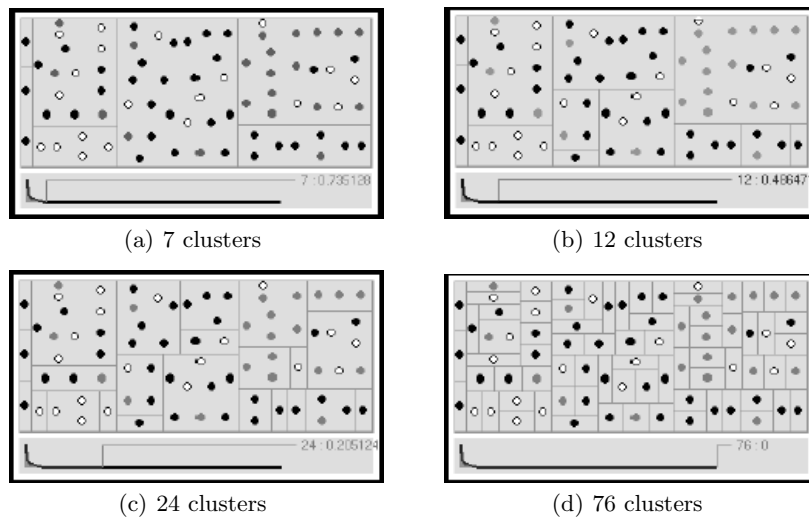 7 : 0.735128
12 : 0.48647
(a) 7 clusters
(b) 12 clusters
24 : 0.205124
76 : 0
(c) 24 clusters
(d) 76 clusters